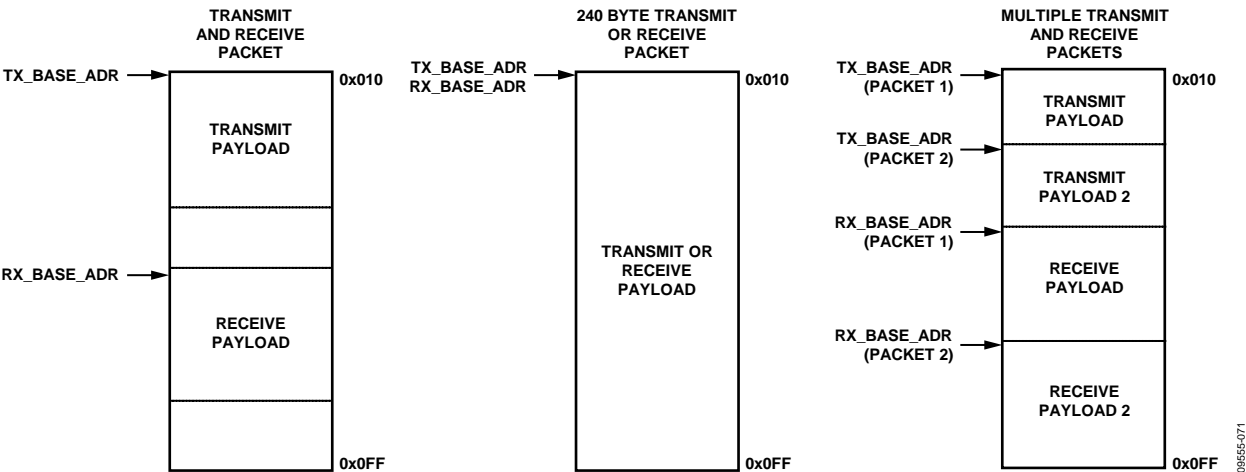 TRANSMIT
AND RECEIVE
PACKET
TX_BASE_ADR
0x010
TRANSMIT
PAYLOAD
RX_BASE_ADR
RECEIVE
PAYLOAD
0x0FF
240 BYTE TRANSMIT
OR RECEIVE
PACKET
TX_BASE_ADR
RX_BASE_ADR
0x010
TRANSMIT OR
RECEIVE
PAYLOAD
0x0FF
MULTIPLE TRANSMIT
AND RECEIVE
PACKETS
TX_BASE_ADR
(PACKET 1)
0x010
TRANSMIT
PAYLOAD
TX_BASE_ADR
(PACKET 2)
TRANSMIT
PAYLOAD 2
RX_BASE_ADR
(PACKET 1)
RECEIVE
PAYLOAD
RX_BASE_ADR
(PACKET 2)
RECEIVE
PAYLOAD 2
0x0FF
09555-071